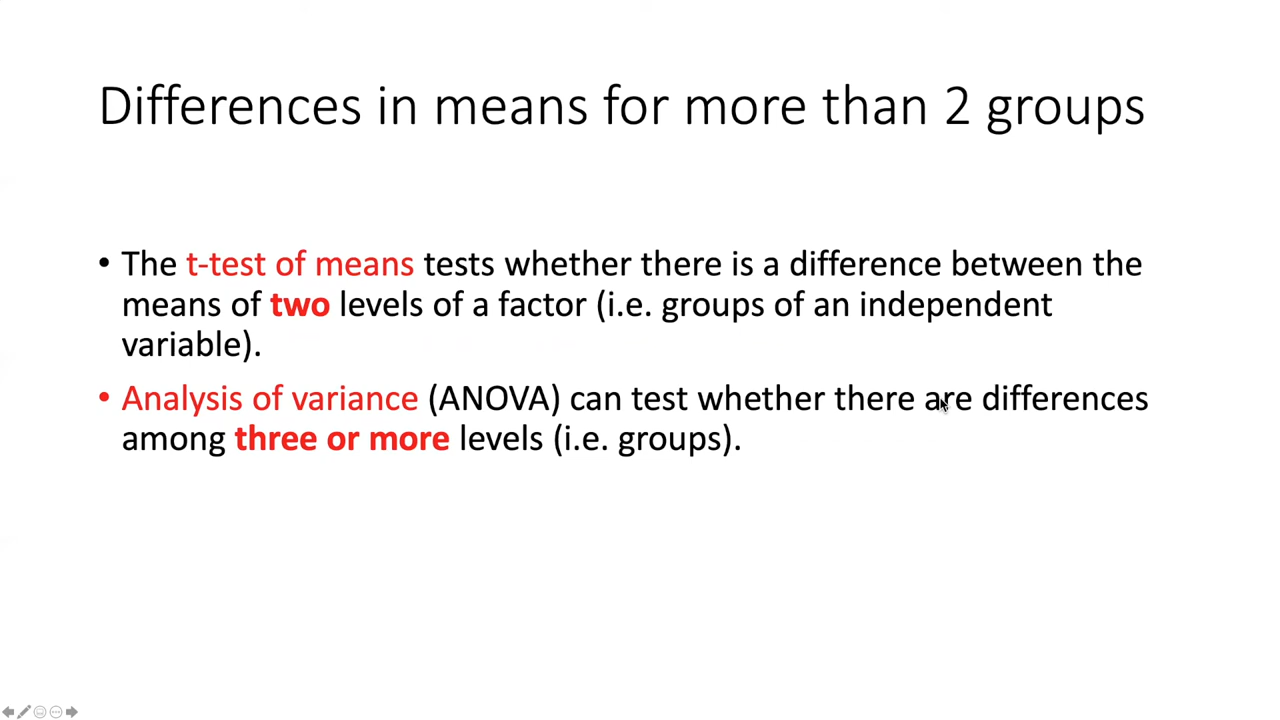 Differences in means for more than 2 groups
• The t-test of means tests whether there is a difference between the
means of two levels of a factor (i.e. groups of an independent
variable).
• Analysis of variance (ANOVA) can test whether there are differences
among three or more levels (i.e. groups).